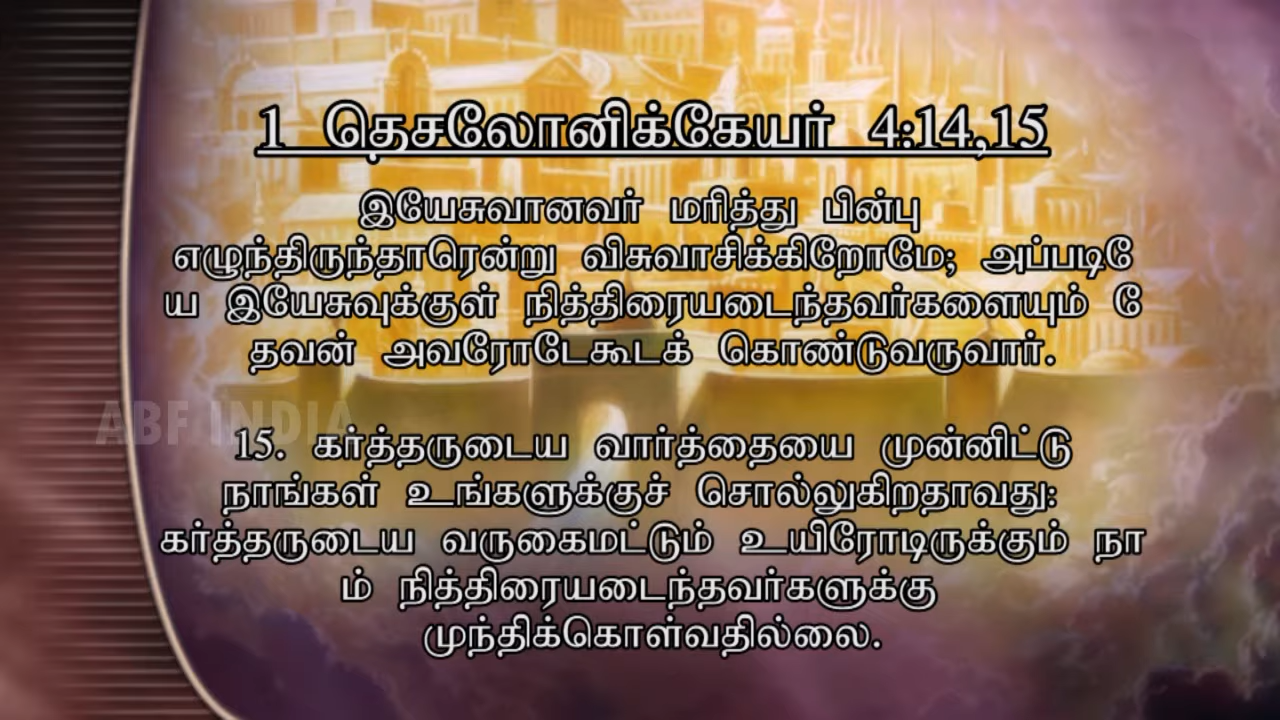 1 தெசலோனிக்கேயர் 4:14,15
இயேசுவானவர் மரித்து பின்பு
எழுந்திருந்தாரென்று விசுவாசிக்கிறோமே; அப்படியே
ய இயேசுவுக்குள் நித்திரையடைந்தவர்களையும் தே
தவன் அவரோடேகூடக் கொண்டுவருவார்.
ABF INDIA
15. கர்த்தருடைய வார்த்தையை முன்னிட்டு
நாங்கள் உங்களுக்குச் சொல்லுகிறதாவது:
கர்த்தருடைய வருகைமட்டும் உயிரோடிருக்கும் நா
ம் நித்திரையடைந்தவர்களுக்கு
முந்திக்கொள்வதில்லை.